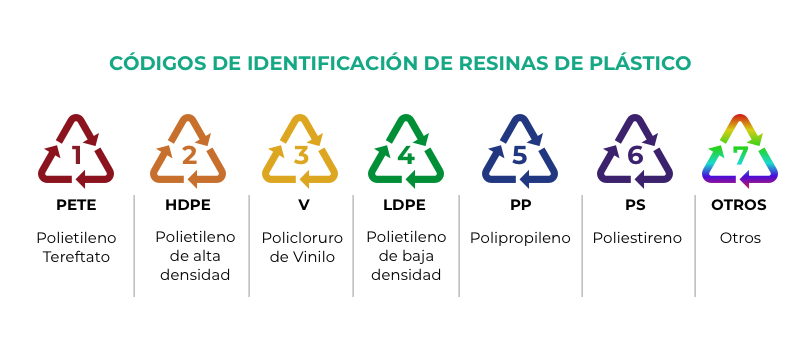 CÓDIGOS DE IDENTIFICACIÓN DE RESINAS DE PLÁSTICO
1
PETE
Polietileno
Tereftato
2
HDPE
Polietileno
de alta
densidad
3
V
Policloruro
de Vinilo
4
LDPE
Polietileno
de baja
densidad
5
PP
Polipropileno
6
PS
Poliestireno
7
OTROS
Otros